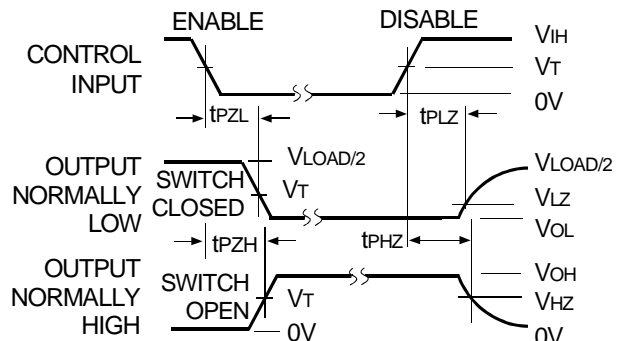 ENABLE
DISABLE
CONTROL
INPUT
VIH
VT
0V
tPZL
tPLZ
OUTPUT
NORMALLY
LOW
SWITCH
CLOSED
VLOAD/2
VT
VLOAD/2
VLZ
VOL
tPZH
tPHZ
OUTPUT
NORMALLY
HIGH
SWITCH
OPEN
VT
0V
VOH
VHZ
0V